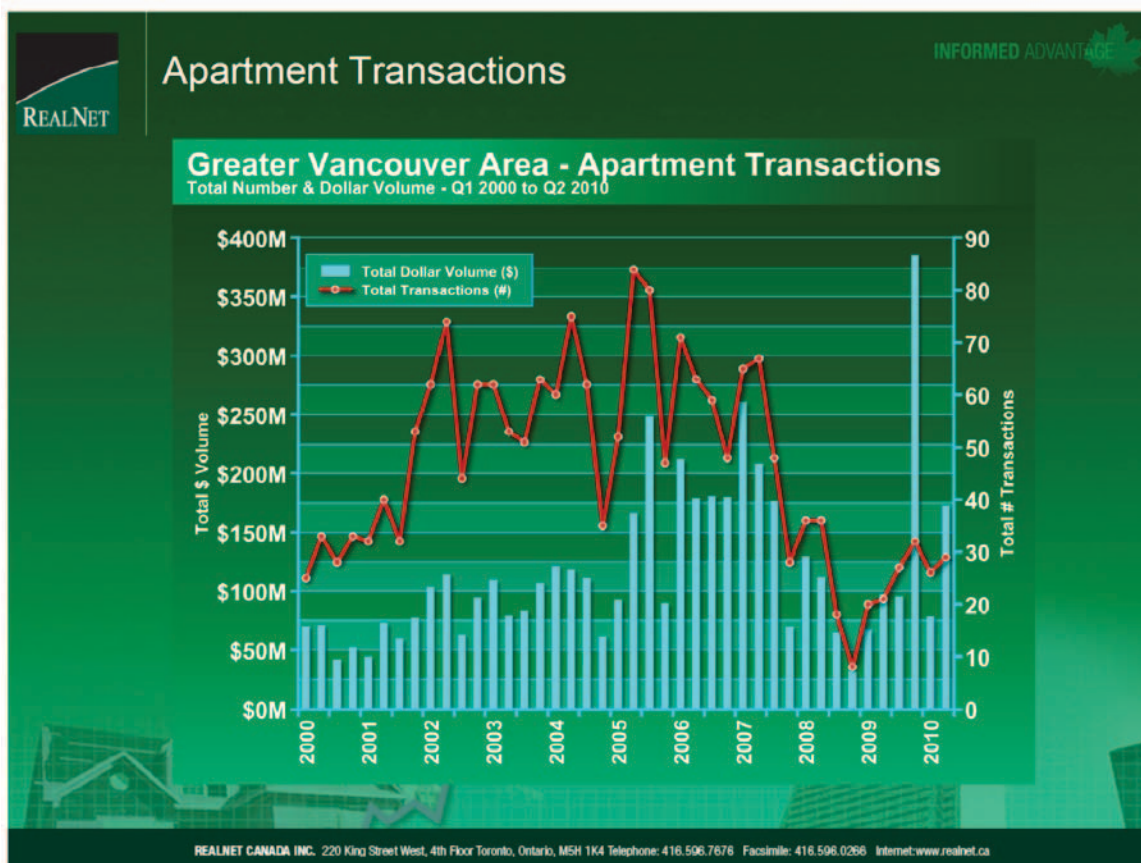 REALNET
Apartment Transactions
INFORMED ADVANTAGE
Greater Vancouver Area - Apartment Transactions
Total Number & Dollar Volume - Q1 2000 to Q2 2010
Total Dollar Volume ($)
Total Transactions (#)
Total $ Volume
$400M
$350M
$300M
$250M
$200M
$150M
$100M
$50M
$0M
90
80
70
60
50
40
30
20
10
0
Total # Transactions
2000
2001
2002
2003
2004
2005
2006
2007
2008
2009
2010
REALNET CANADA INC. 220 King Street West, 4th Floor Toronto, Ontario, M5H 1K4 Telephone: 416.596.7676 Facsimile: 416.596.0266 Internet:www.realnet.ca